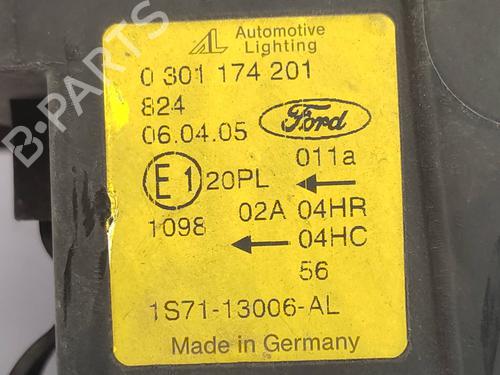 AL Automotive
Lighting
0 301 174 201
824
06.04.05 Ford
011a
E1 20PL ←
1098 02A 04HR
← 04HC
56
1S71-13006-AL
Made in Germany